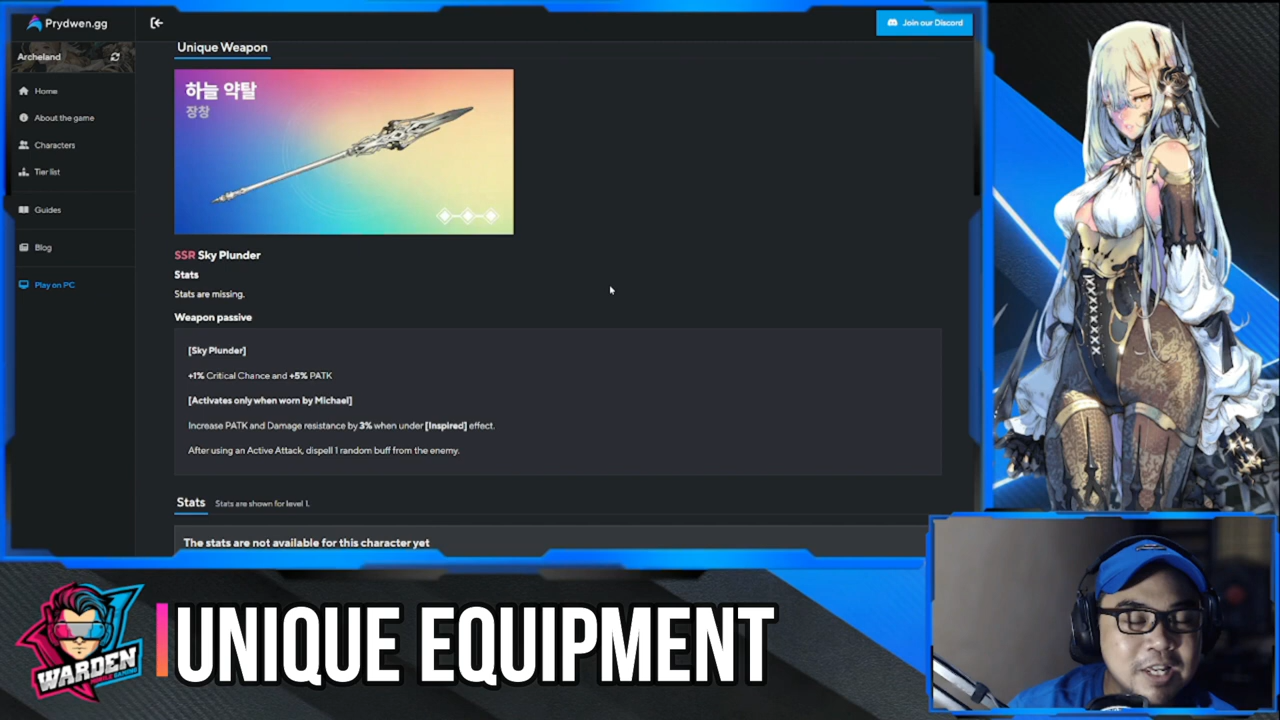 Prydwen.gg
Join our Discord
Archeland
Home
About the game
Characters
Tier list
Guides
Blog
Play on PC
Unique Weapon
하늘 약탈
장창
SSR Sky Plunder
Stats
Stats are missing.
Weapon passive
[Sky Plunder]
+1% Critical Chance and +5% PATK
[Activates only when worn by Michael]
Increase PATK and Damage resistance by 3% when under [Inspired] effect.
After using an Active Attack, dispell 1 random buff from the enemy.
Stats Stats are shown for level 1.
The stats are not available for this character yet
WARDEN
MOBILE GAMING
UNIQUE EQUIPMENT